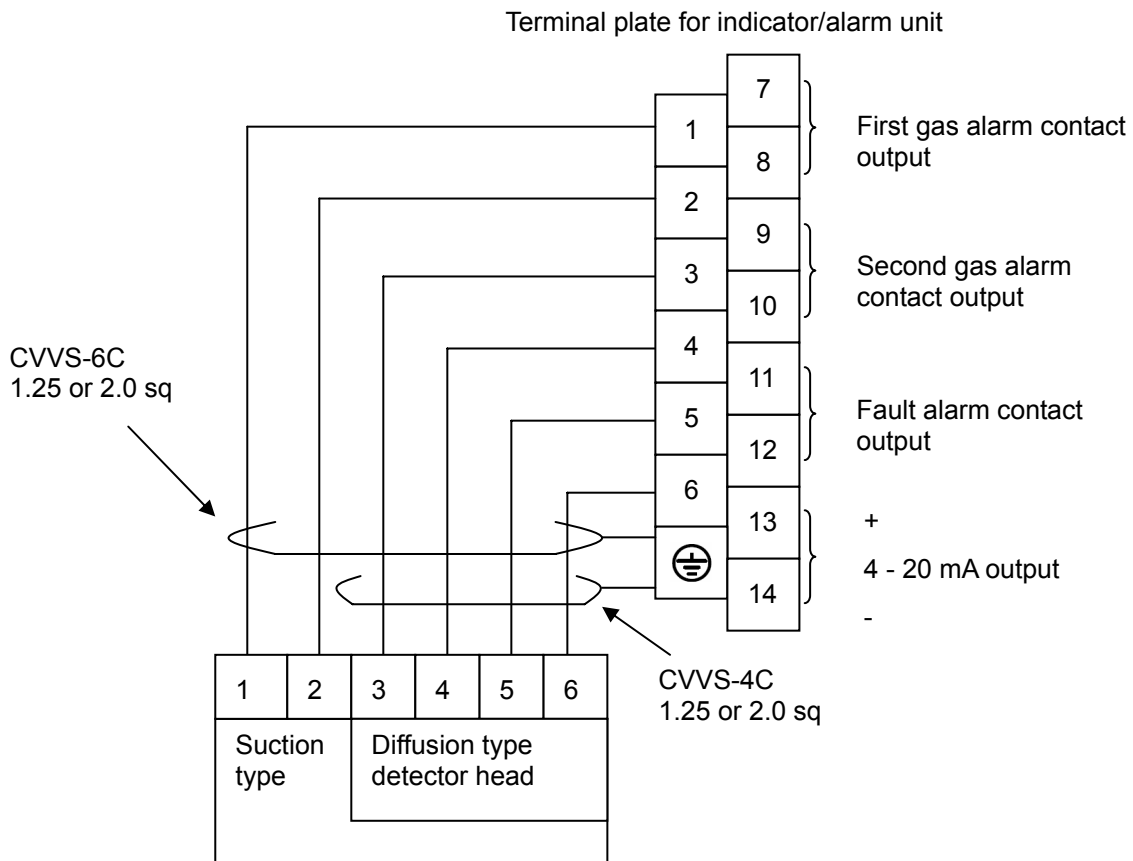 Terminal plate for indicator/alarm unit
7
1
First gas alarm contact
output
8
2
9
Second gas alarm
contact output
3
10
4
CVVS-6C
1.25 or 2.0 sq
11
Fault alarm contact
output
5
12
6
13
+
4 - 20 mA output
14
-
CVVS-4C
1.25 or 2.0 sq
1 2 3 4 5 6
Suction
type
Diffusion type
detector head